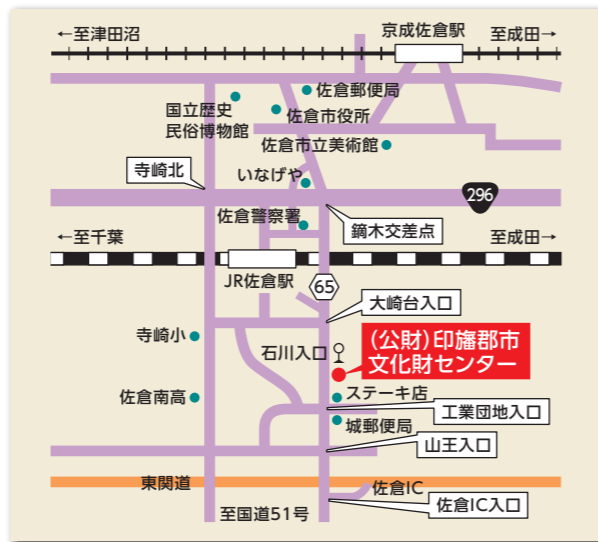 京成佐倉駅
←至津田沼
至成田→
佐倉郵便局
国立歴史
民俗博物館
佐倉市役所
佐倉市立美術館
寺崎北
いなげや
296
佐倉警察署
鏑木交差点
←至千葉
至成田→
JR佐倉駅
65
大崎台入口
寺崎小
石川入口
(公財)印旛郡市
文化財センター
佐倉南高
ステーキ店
工業団地入口
城郵便局
山王入口
東関道
佐倉IC
佐倉IC入口
至国道51号